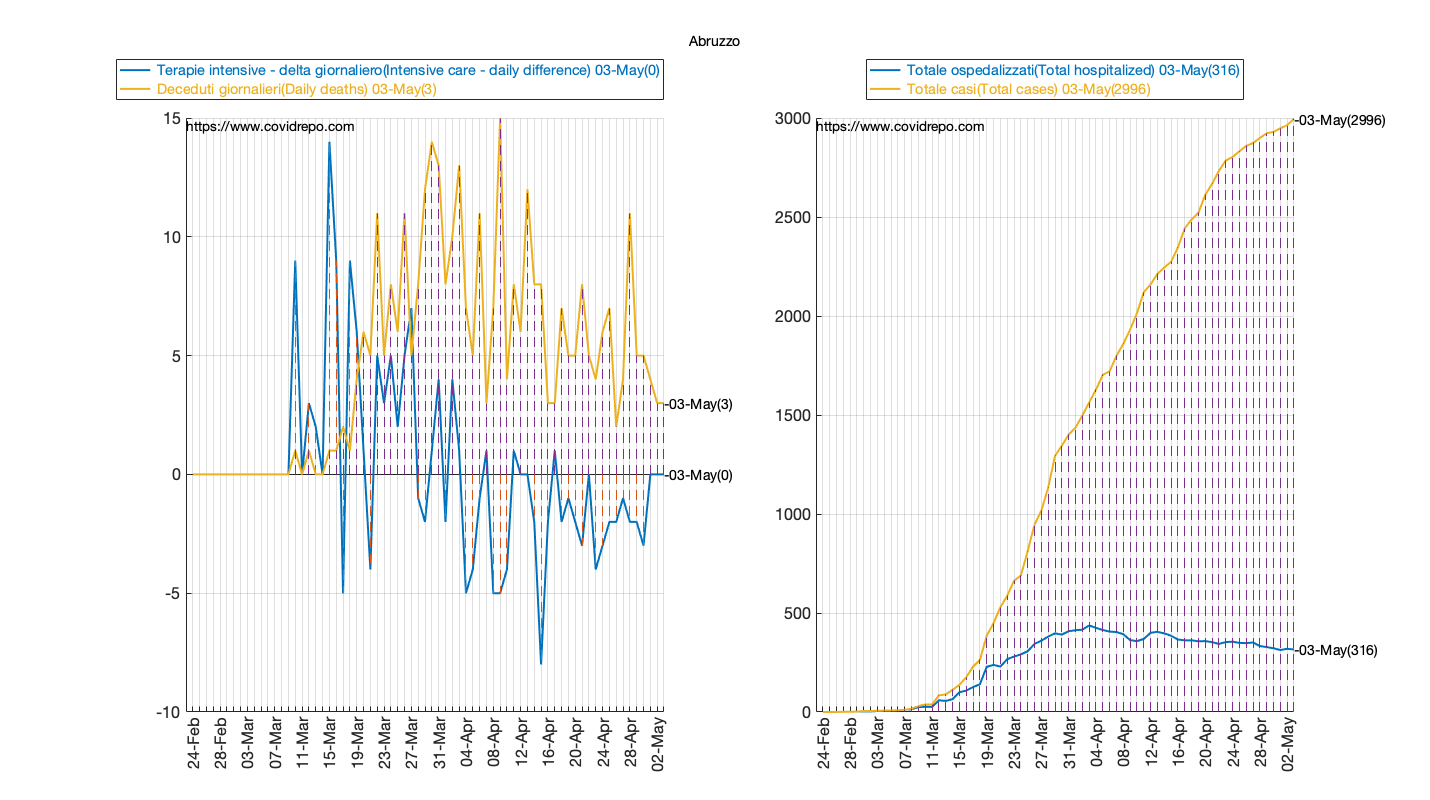 Abruzzo
Terapie intensive - delta giornaliero(Intensive care - daily difference) 03-May(0)
Deceduti giornalieri(Daily deaths) 03-May(3)
https://www.covidrepo.com
15
10
5
0
-5
-10
-03-May(3)
-03-May(0)
24-Feb
28-Feb
03-Mar
07-Mar
11-Mar
15-Mar
19-Mar
23-Mar
27-Mar
31-Mar
04-Apr
08-Apr
12-Apr
16-Apr
20-Apr
24-Apr
28-Apr
02-May
Totale ospedalizzati(Total hospitalized) 03-May(316)
Totale casi(Total cases) 03-May(2996)
https://www.covidrepo.com
3000
2500
2000
1500
1000
500
0
-03-May(2996)
-03-May(316)
24-Feb
28-Feb
03-Mar
07-Mar
11-Mar
15-Mar
19-Mar
23-Mar
27-Mar
31-Mar
04-Apr
08-Apr
12-Apr
16-Apr
20-Apr
24-Apr
28-Apr
02-May